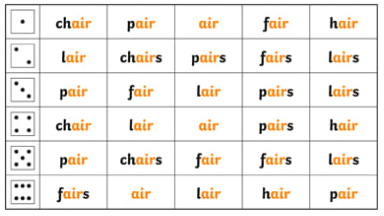 chair pair air fair hair
lair chairs pairs fairs lairs
pair fair lair pairs lairs
chair lair air pairs hair
pair chairs fair fairs lairs
fairs air lair hair pair